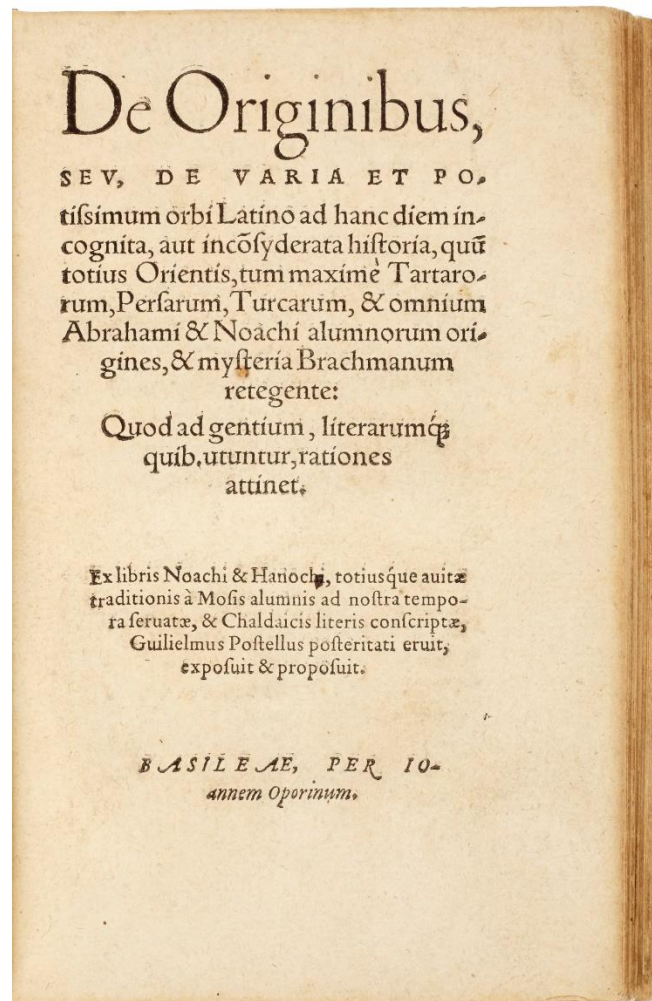 De Originibus,
SEV, DE VARIA ET PO-
tissimum orbi Latino ad hanc diem in-
cognita, aut incōsyderata historia, quū
totius Orientis, tum maximè Tartaro-
rum, Persarum, Turcarum, & omnium
Abrahami & Noachi alumnorum ori-
gines, & mysteria Brachmanum
retegente:
Quod ad gentium, literarumq́;
quib. utuntur, rationes
attinet.
Ex libris Noachi & Hanochi, totiusq́ue auitæ
traditionis à Mosis alumnis ad nostra tempo-
ra seruatæ, & Chaldaicis literis conscriptæ,
Guilielmus Postellus posteritati eruit,
exposuit & proposuit.
BASILEAE, PER IO-
annem Oporinum.